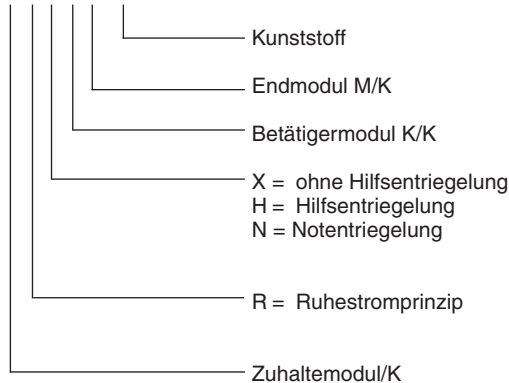 Kunststoff
Endmodul M/K
Betätigermodul K/K
X = ohne Hilfsentriegelung
H = Hilfsentriegelung
N = Notentriegelung
R = Ruhestromprinzip
Zuhaltemodul/K